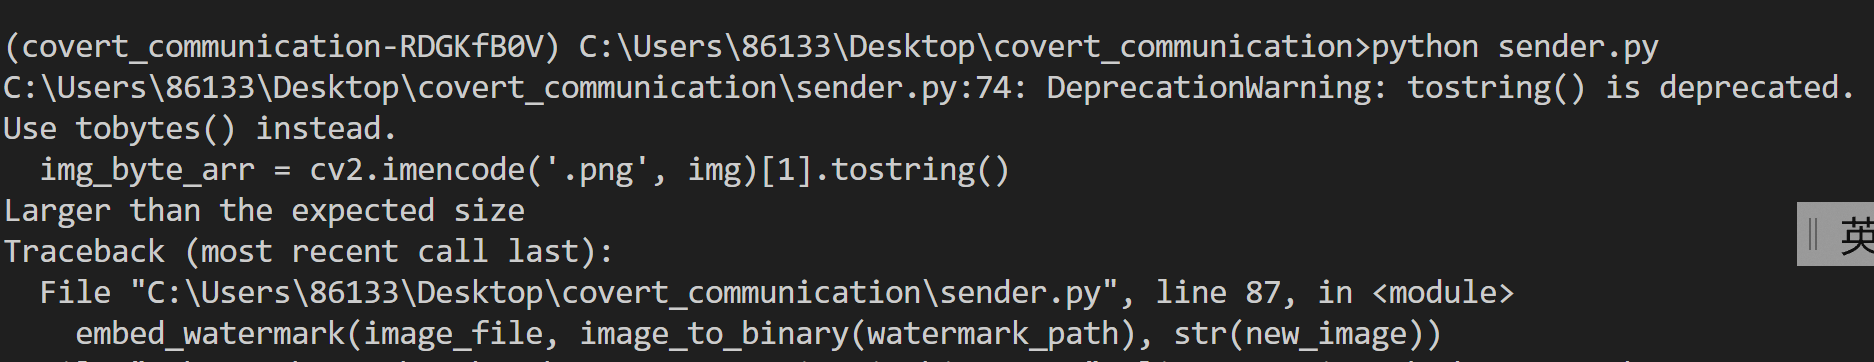 (covert_communication-RDGKfB0V) C:\Users\86133\Desktop\covert_communication>python sender.py
C:\Users\86133\Desktop\covert_communication\sender.py:74: DeprecationWarning: tostring() is deprecated.
Use tobytes() instead.
  img_byte_arr = cv2.imencode('.png', img)[1].tostring()
Larger than the expected size
英
Traceback (most recent call last):
  File "C:\Users\86133\Desktop\covert_communication\sender.py", line 87, in <module>
    embed_watermark(image_file, image_to_binary(watermark_path), str(new_image))